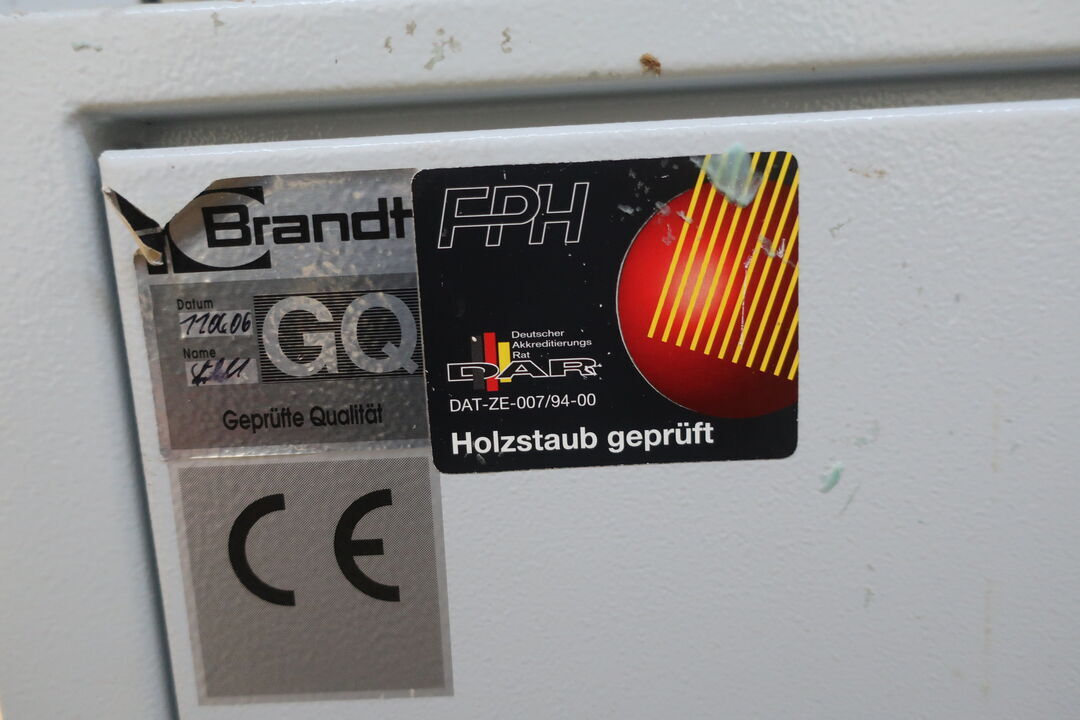 Brandt
Datum
110406
Name
GQ
Geprüfte Qualität
CE
FPH
Deutscher
Akkreditierungs
Rat
DAR
DAT-ZE-007/94-00
Holzstaub geprüft